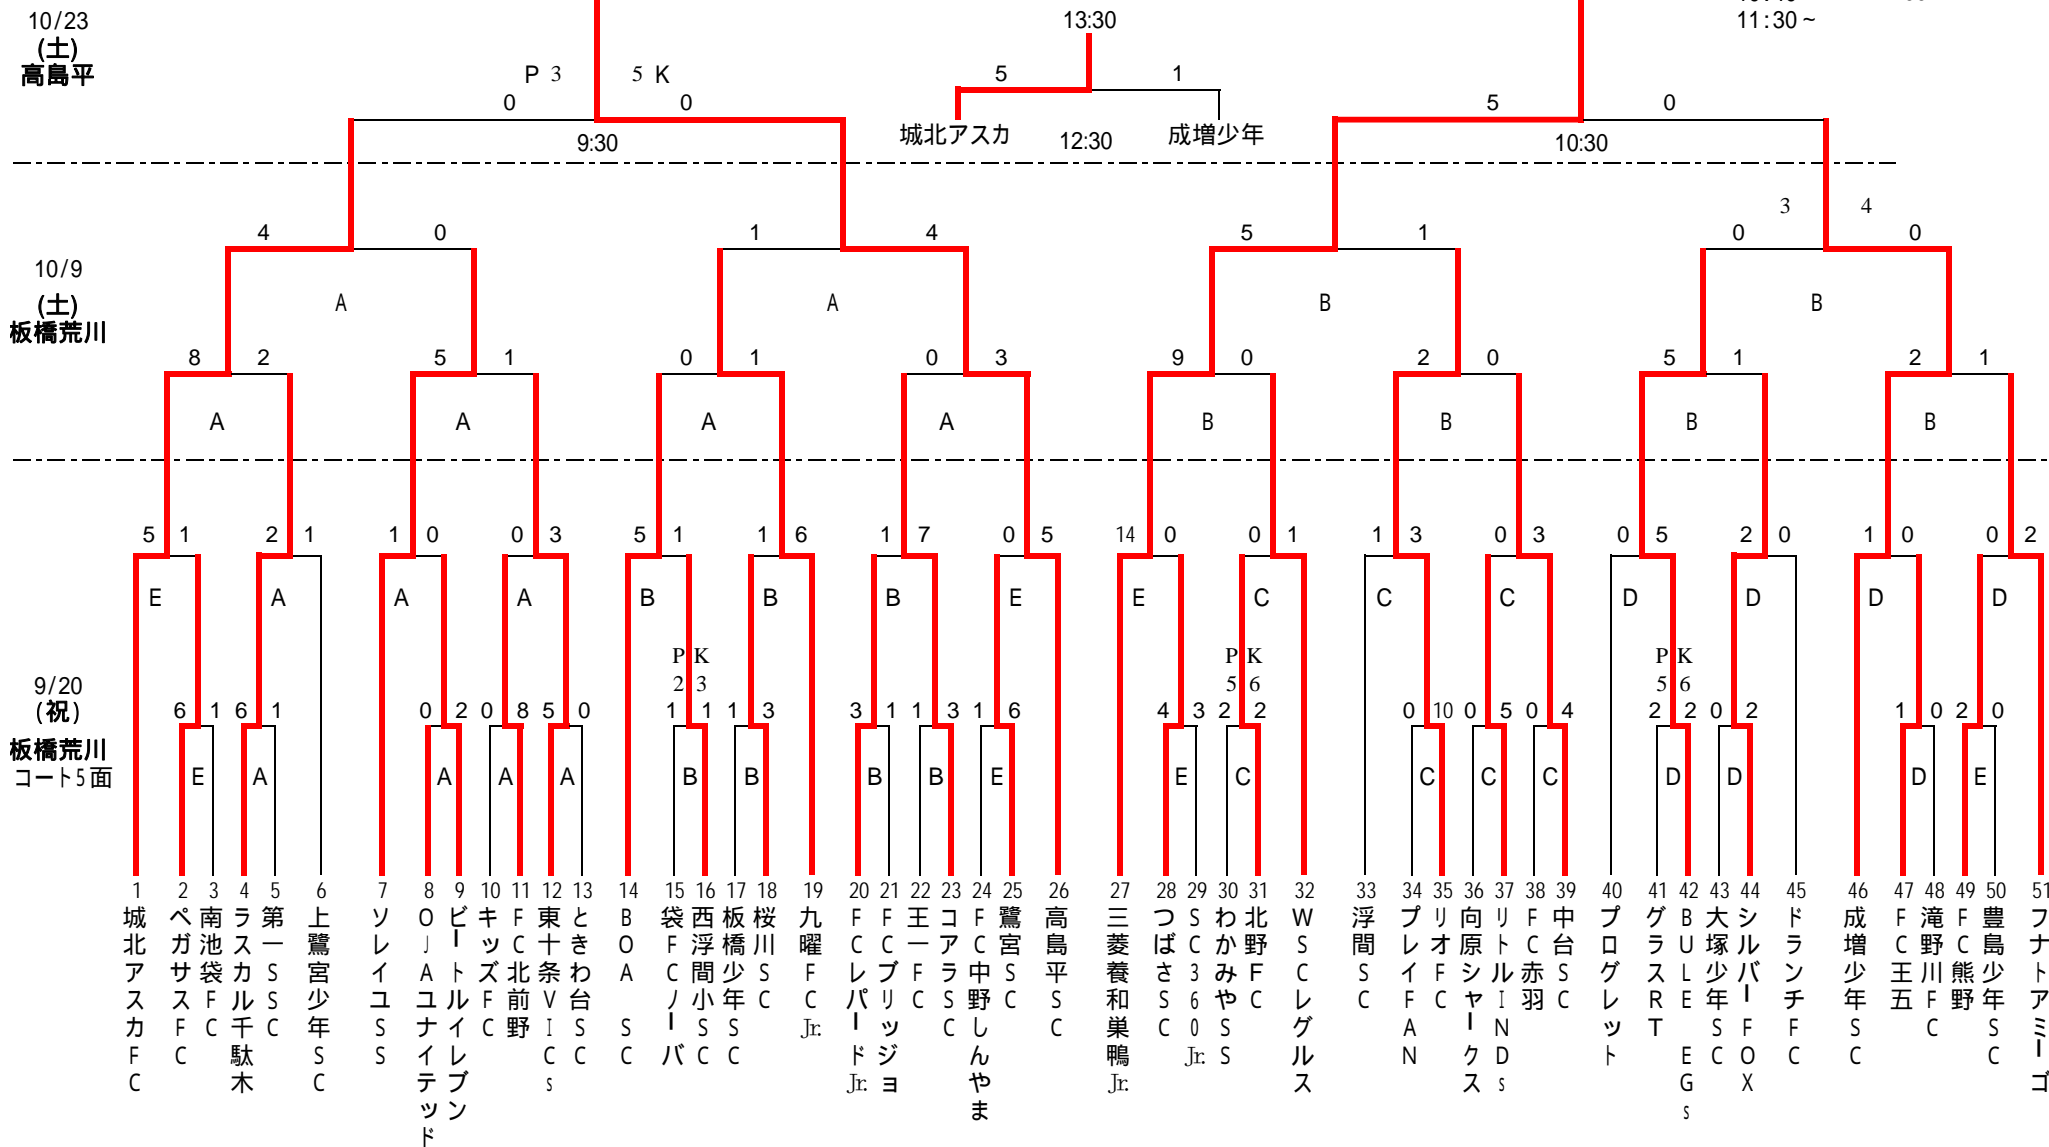 11:30～
10/23
(土)
高島平
13:30
P 3 5 K
5 1
0 0
5 0
城北アスカ 12:30 成増少年
9:30
10:30
3 4
4 0 1 4 5 1 0 0
10/9
(土)
板橋荒川
A A B B
8 2 5 1 0 1 0 3 9 0 2 0 5 1 2 1
A A A A B B B B
5 1 2 1 1 0 0 3 5 1 1 6 1 7 0 5 14 0 0 1 1 3 0 3 0 5 2 0 1 0 0 2
E A A A B B B E E C C C D D D D
P K P K P K
2 3 5 6 5 6
9/20
(祝)
板橋荒川
コート5面
6 1 6 1 0 2 0 8 5 0 1 1 1 3 3 1 1 3 1 6 4 3 2 2 0 10 0 5 0 4 2 2 0 2 1 0 2 0
E A A A A B B B B E E C C C C D D D E
1 城北アスカFC
2 ペガサスFC
3 南池袋FC
4 ラスカル千駄木
5 第一SSC
6 上鷺宮少年SC
7 ソレイユSS
8 OJAユナイテッド
9 ビートルイレブン
10 キッズFC
11 FC北前野
12 東十条VICs
13 ときわ台SC
14 BOA SC
15 袋FCノーバ
16 西浮間小SC
17 板橋少年SC
18 桜川SC
19 九曜FCJr.
20 FCレパードJr.
21 FCブリッジョ
22 王一FC
23 コアラSC
24 FC中野しんやま
25 鷺宮SC
26 高島平SC
27 三菱養和巣鴨Jr.
28 つばさSC
29 SC360Jr.
30 わかみやSS
31 北野FC
32 WSCレグルス
33 浮間SC
34 プレイFAN
35 リオFC
36 向原シャークス
37 リトルINDs
38 FC赤羽
39 中台SC
40 プログレット
41 グラスRT
42 BULE EGs
43 大塚少年SC
44 シルバーFOX
45 ドランチFC
46 成増少年SC
47 FC王五
48 滝野川FC
49 FC熊野
50 豊島少年SC
51 フナトアミーゴ